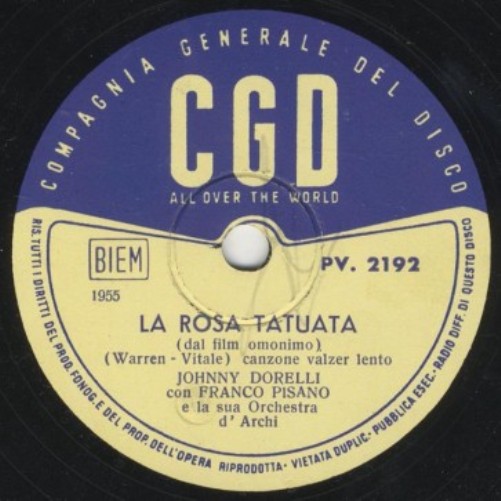 COMPAGNIA GENERALE DEL DISCO
CGD
ALL OVER THE WORLD
BIEM
PV. 2192
1955
LA ROSA TATUATA
(dal film omonimo)
(Warren - Vitale) canzone valzer lento
JOHNNY DORELLI
con FRANCO PISANO
e la sua Orchestra
d' Archi
RIS. TUTTI I DIRITTI DEL PROD. FONOG. E DEL PROP. DELL'OPERA RIPRODOTTA - VIETATA DUPLIC - PUBBLICA ESEC - RADIO DIFF. DI QUESTO DISCO